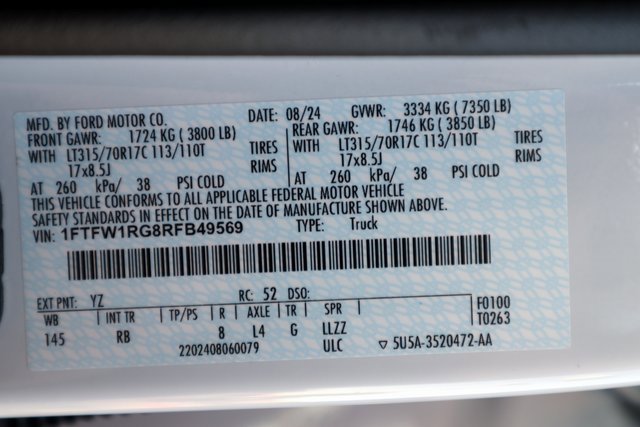 MFD. BY FORD MOTOR CO. DATE: 08/24 GVWR: 3334 KG ( 7350 LB)
FRONT GAWR: 1724 KG ( 3800 LB) REAR GAWR: 1746 KG ( 3850 LB)
WITH LT315/70R17C 113/110T TIRES WITH LT315/70R17C 113/110T TIRES
17x8.5J RIMS 17x8.5J RIMS
AT 260 kPa/ 38 PSI COLD AT 260 kPa/ 38 PSI COLD
THIS VEHICLE CONFORMS TO ALL APPLICABLE FEDERAL MOTOR VEHICLE
SAFETY STANDARDS IN EFFECT ON THE DATE OF MANUFACTURE SHOWN ABOVE.
VIN: 1FTFW1RG8RFB49569 TYPE: Truck
EXT PNT: YZ RC: 52 DSO:
WB INT TR TP/PS R AXLE TR SPR F0100
145 RB 8 L4 G LLZZ T0263
2202408060079 ULC ▽ 5U5A-3520472-AA